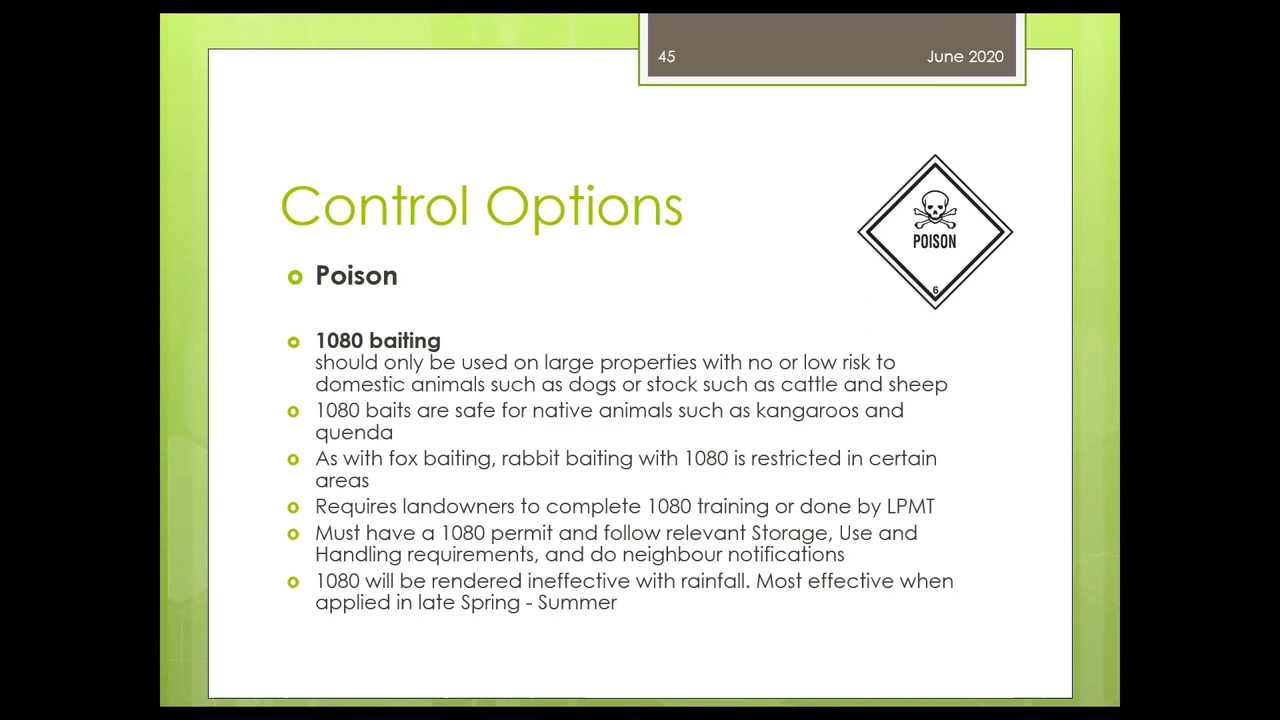 45 June 2020
Control Options
POISON
6
Poison
1080 baiting
should only be used on large properties with no or low risk to
domestic animals such as dogs or stock such as cattle and sheep
1080 baits are safe for native animals such as kangaroos and
quenda
As with fox baiting, rabbit baiting with 1080 is restricted in certain
areas
Requires landowners to complete 1080 training or done by LPMT
Must have a 1080 permit and follow relevant Storage, Use and
Handling requirements, and do neighbour notifications
1080 will be rendered ineffective with rainfall. Most effective when
applied in late Spring - Summer